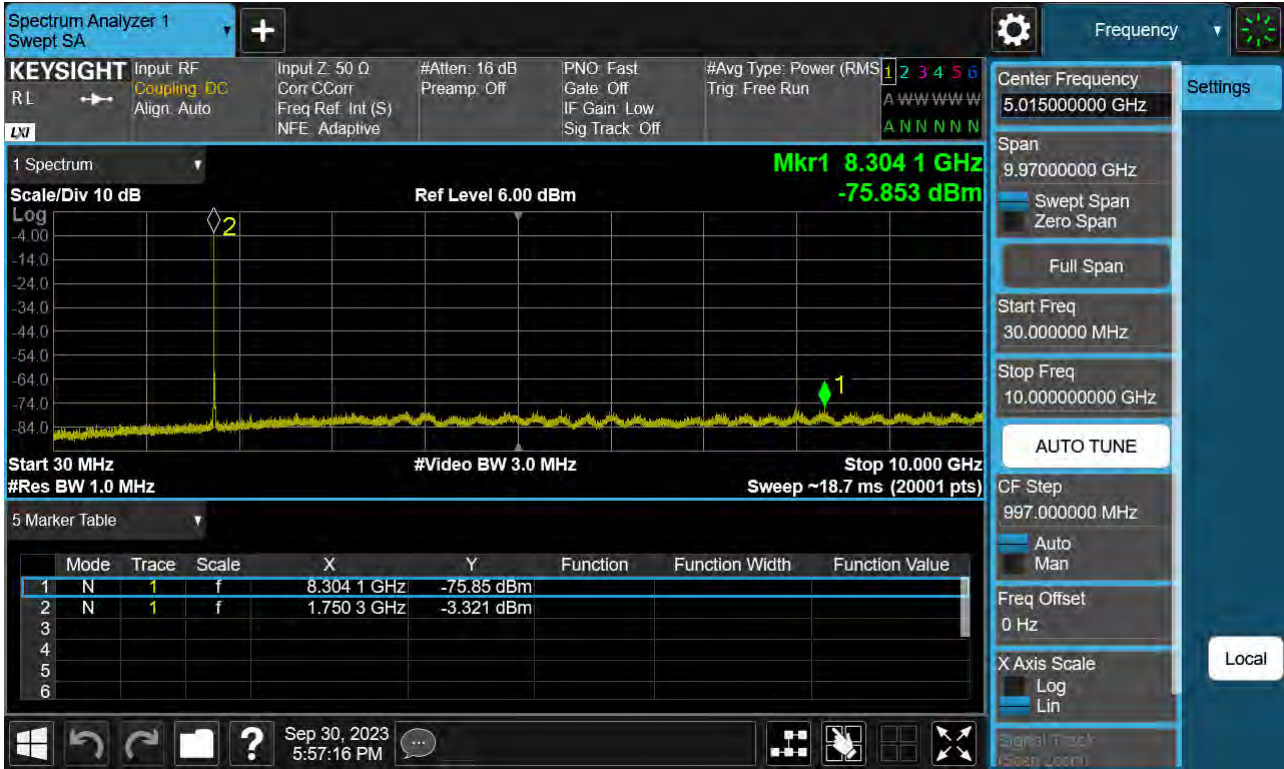 Spectrum Analyzer 1
Swept SA
Frequency
KEYSIGHT
RL
LXI
Input: RF
Coupling: DC
Align: Auto
Input Z: 50 Ω
Corr CCorr
Freq Ref: Int (S)
NFE: Adaptive
#Atten: 16 dB
Preamp: Off
PNO: Fast
Gate: Off
IF Gain: Low
Sig Track: Off
#Avg Type: Power (RMS
Trig: Free Run
1 2 3 4 5 6
A W W W W W
A N N N N N
1 Spectrum
Mkr1 8.304 1 GHz
-75.853 dBm
Scale/Div 10 dB
Ref Level 6.00 dBm
Log
-4.00
-14.0
-24.0
-34.0
-44.0
-54.0
-64.0
-74.0
-84.0
2
1
Start 30 MHz
#Video BW 3.0 MHz
Stop 10.000 GHz
#Res BW 1.0 MHz
Sweep ~18.7 ms (20001 pts)
5 Marker Table
Mode Trace Scale X Y Function Function Width Function Value
1 N 1 f 8.304 1 GHz -75.85 dBm
2 N 1 f 1.750 3 GHz -3.321 dBm
3
4
5
6
Sep 30, 2023
5:57:16 PM
Center Frequency
5.015000000 GHz
Span
9.97000000 GHz
Swept Span
Zero Span
Full Span
Start Freq
30.000000 MHz
Stop Freq
10.000000000 GHz
AUTO TUNE
CF Step
997.000000 MHz
Auto
Man
Freq Offset
0 Hz
X Axis Scale
Log
Lin
Signal Track
(Span Zoom)
Settings
Local